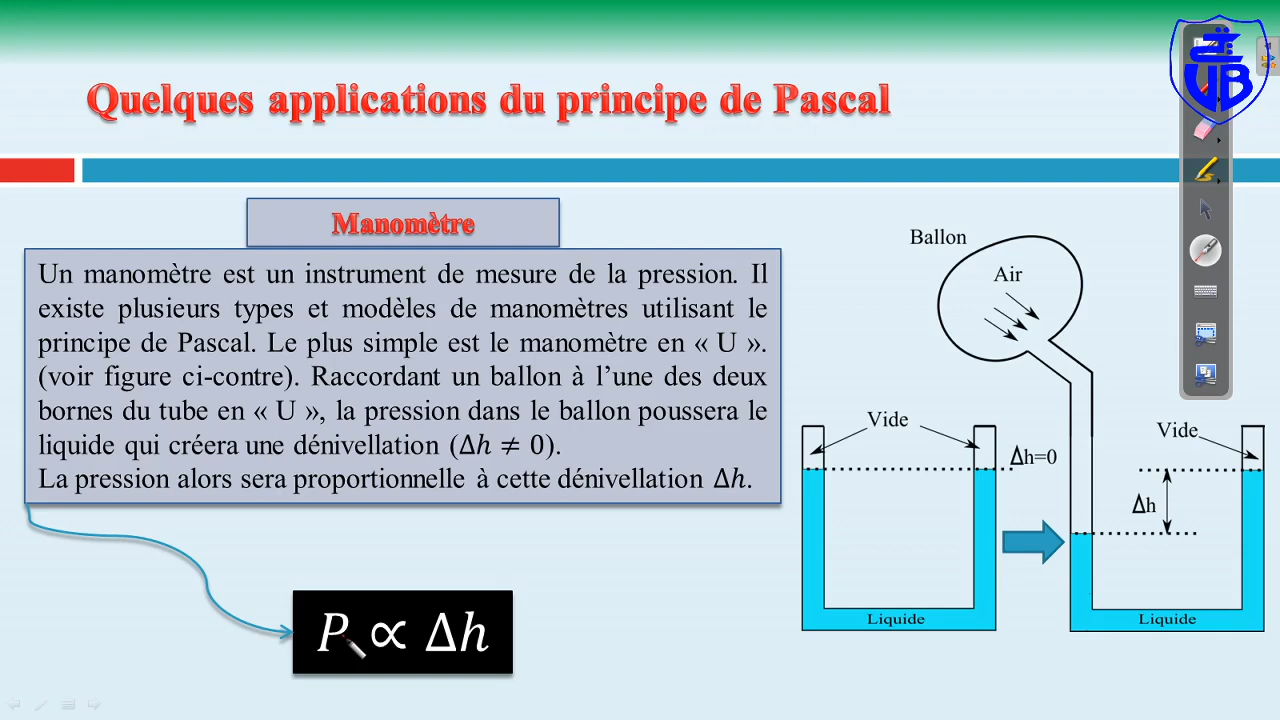 Quelques applications du principe de Pascal
UB
Manomètre
Un manomètre est un instrument de mesure de la pression. Il
existe plusieurs types et modèles de manomètres utilisant le
principe de Pascal. Le plus simple est le manomètre en « U ».
(voir figure ci-contre). Raccordant un ballon à l’une des deux
bornes du tube en « U », la pression dans le ballon poussera le
liquide qui créera une dénivellation (Δℎ ≠ 0).
La pression alors sera proportionnelle à cette dénivellation Δℎ.
P ∝ Δℎ
Ballon
Air
Vide
Δh=0
Liquide
Vide
Δh
Liquide